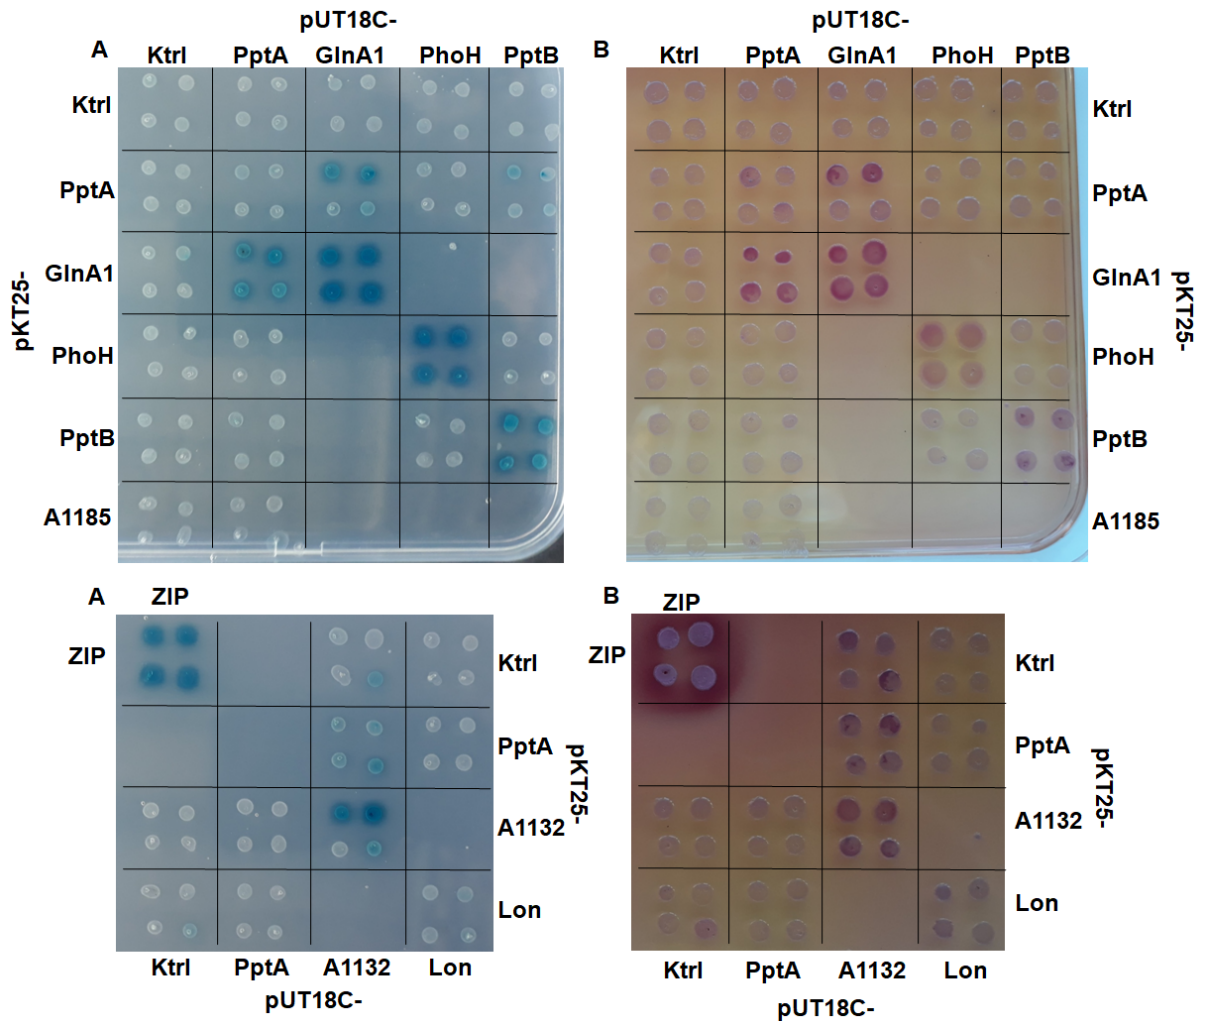 pUT18C-
A
Ktrl PptA GlnA1 PhoH PptB
Ktrl
PptA
GlnA1
PhoH
PptB
A1185
pKT25-
pUT18C-
B
Ktrl PptA GlnA1 PhoH PptB
Ktrl
PptA
GlnA1
PhoH
PptB
A1185
pKT25-
A
ZIP
ZIP
Ktrl
PptA
A1132
Lon
pKT25-
Ktrl PptA A1132 Lon
pUT18C-
B
ZIP
ZIP
Ktrl
PptA
A1132
Lon
pKT25-
Ktrl PptA A1132 Lon
pUT18C-